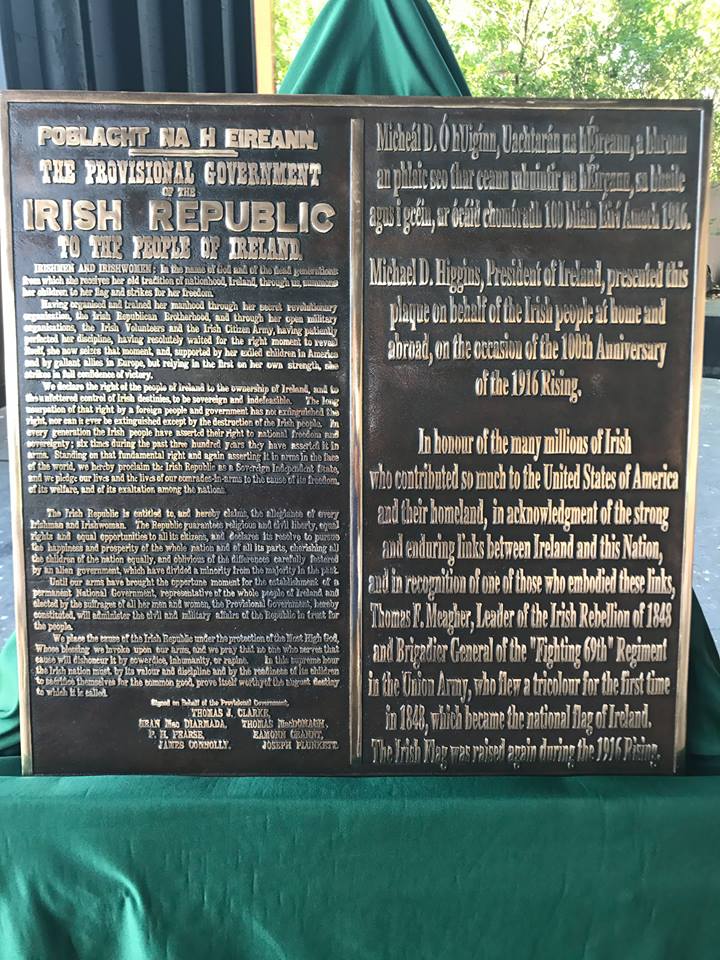 POBLACHT NA H EIREANN.
THE PROVISIONAL GOVERNMENT
OF THE
IRISH REPUBLIC
TO THE PEOPLE OF IRELAND.
IRISHMEN AND IRISHWOMEN: In the name of God and of the dead generations
from which she receives her old tradition of nationhood, Ireland, through us, summons
her children to her flag and strikes for her freedom.
Having organised and trained her manhood through her secret revolutionary
organisation, the Irish Republican Brotherhood, and through her open military
organisations, the Irish Volunteers and the Irish Citizen Army, having patiently
perfected her discipline, having resolutely waited for the right moment to reveal
itself, she now seizes that moment, and, supported by her exiled children in America
and by gallant allies in Europe, but relying in the first on her own strength, she
strikes in full confidence of victory.
We declare the right of the people of Ireland to the ownership of Ireland, and to
the unfettered control of Irish destinies, to be sovereign and indefeasible. The long
usurpation of that right by a foreign people and government has not extinguished the
right, nor can it ever be extinguished except by the destruction of the Irish people. In
every generation the Irish people have asserted their right to national freedom and
sovereignty; six times during the past three hundred years they have asserted it in
arms. Standing on that fundamental right and again asserting it in arms in the face
of the world, we hereby proclaim the Irish Republic as a Sovereign Independent State,
and we pledge our lives and the lives of our comrades-in-arms to the cause of its freedom,
of its welfare, and of its exaltation among the nations.
The Irish Republic is entitled to, and hereby claims, the allegiance of every
Irishman and Irishwoman. The Republic guarantees religious and civil liberty, equal
rights and equal opportunities to all its citizens, and declares its resolve to pursue
the happiness and prosperity of the whole nation and of all its parts, cherishing all
the children of the nation equally, and oblivious of the differences carefully fostered
by an alien government, which have divided a minority from the majority in the past.
Until our arms have brought the opportune moment for the establishment of a
permanent National Government, representative of the whole people of Ireland and
elected by the suffrages of all her men and women, the Provisional Government, hereby
constituted, will administer the civil and military affairs of the Republic in trust for
the people.
We place the cause of the Irish Republic under the protection of the Most High God,
Whose blessing we invoke upon our arms, and we pray that no one who serves that
cause will dishonour it by cowardice, inhumanity, or rapine. In this supreme hour
the Irish nation must, by its valour and discipline and by the readiness of its children
to sacrifice themselves for the common good, prove itself worthy of the august destiny
to which it is called.
Signed on Behalf of the Provisional Government,
THOMAS J. CLARKE,
SEAN Mac DIARMADA, THOMAS MacDONAGH,
P. H. PEARSE, EAMONN CEANNT,
JAMES CONNOLLY, JOSEPH PLUNKETT.
Micheál D. Ó hUiginn, Uachtarán na hÉireann, a bhronn
an phlaic seo thar ceann mhuintir na hÉireann, sa bhaile
agus i gcéin, ar ócáid chomóradh 100 bliain Éirí Amach 1916.
Michael D. Higgins, President of Ireland, presented this
plaque on behalf of the Irish people at home and
abroad, on the occasion of the 100th Anniversary
of the 1916 Rising.
In honour of the many millions of Irish
who contributed so much to the United States of America
and their homeland, in acknowledgment of the strong
and enduring links between Ireland and this Nation,
and in recognition of one of those who embodied these links,
Thomas F. Meagher, Leader of the Irish Rebellion of 1848
and Brigadier General of the "Fighting 69th" Regiment
in the Union Army, who flew a tricolour for the first time
in 1848, which became the national flag of Ireland.
The Irish Flag was raised again during the 1916 Rising.